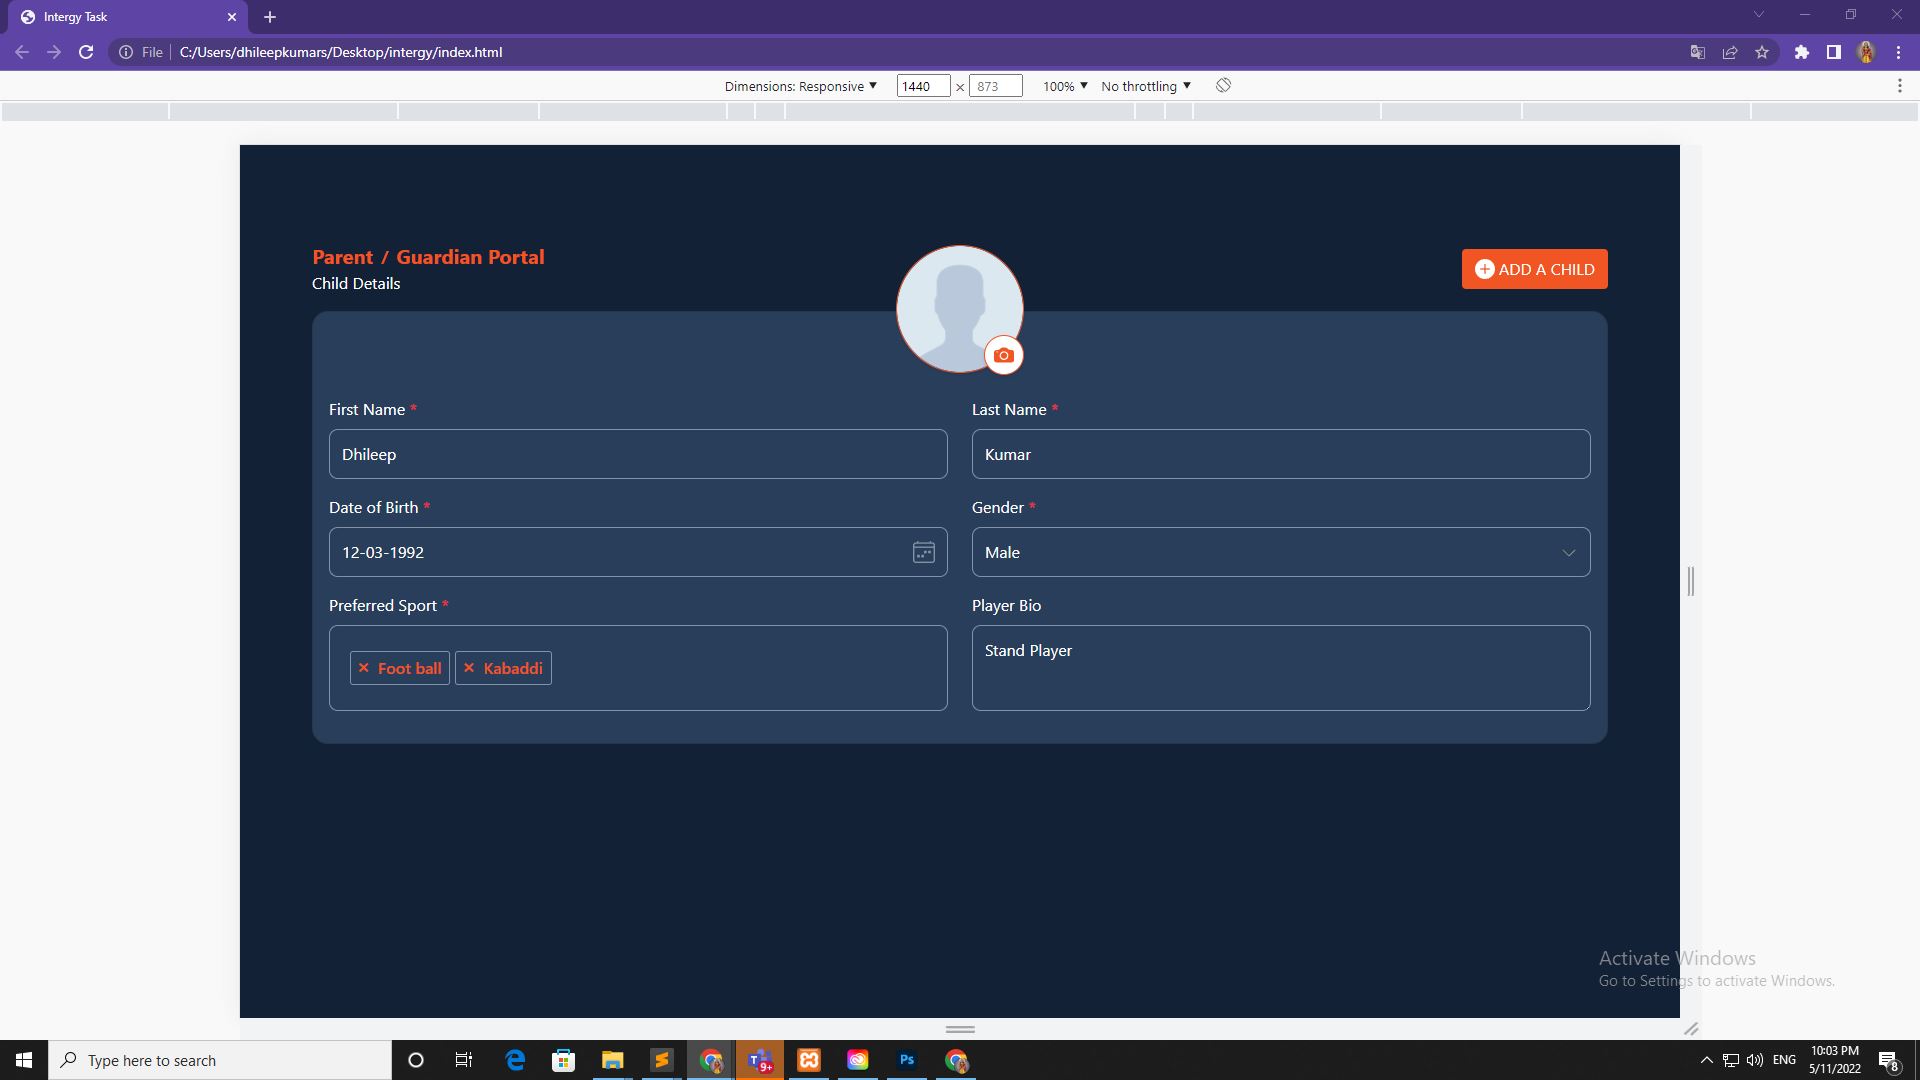 Intergy Task
File
C:/Users/dhileepkumars/Desktop/intergy/index.html
Dimensions: Responsive 1440 × 873 100% No throttling
Parent / Guardian Portal
Child Details
ADD A CHILD
First Name *
Last Name *
Dhileep
Kumar
Date of Birth *
Gender *
12-03-1992
Male
Preferred Sport *
Player Bio
× Foot ball × Kabaddi
Stand Player
Activate Windows
Go to Settings to activate Windows.
Type here to search
9+
Ps
ENG
10:03 PM
5/11/2022
8